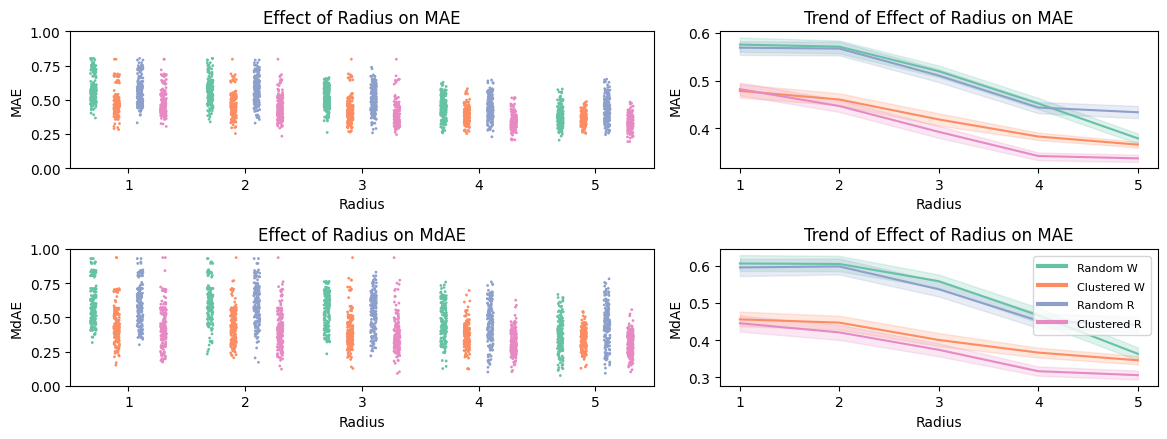 Effect of Radius on MAE
MAE
1.00
0.75
0.50
0.25
0.00
1 2 3 4 5
Radius
Trend of Effect of Radius on MAE
MAE
0.6
0.5
0.4
1 2 3 4 5
Radius
Effect of Radius on MdAE
MdAE
1.00
0.75
0.50
0.25
0.00
1 2 3 4 5
Radius
Trend of Effect of Radius on MAE
MdAE
0.6
0.5
0.4
0.3
Random W
Clustered W
Random R
Clustered R
1 2 3 4 5
Radius